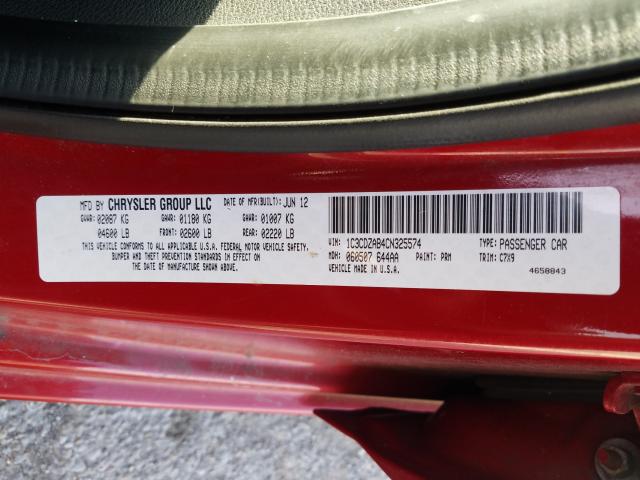 MFD BY CHRYSLER GROUP LLC DATE OF MFR(BUILT): JUN 12
GVWR: 02087 KG GAWR: 01180 KG GAWR: 01007 KG
04600 LB FRONT: 02600 LB REAR: 02220 LB
THIS VEHICLE CONFORMS TO ALL APPLICABLE U.S.A. FEDERAL MOTOR VEHICLE SAFETY,
BUMPER AND THEFT PREVENTION STANDARDS IN EFFECT ON
THE DATE OF MANUFACTURE SHOWN ABOVE.
VIN: 1C3CDZAB4CN325574 TYPE: PASSENGER CAR
MDH: 060507 644AA PAINT: PRM TRIM: C7X9
VEHICLE MADE IN U.S.A. 4658843